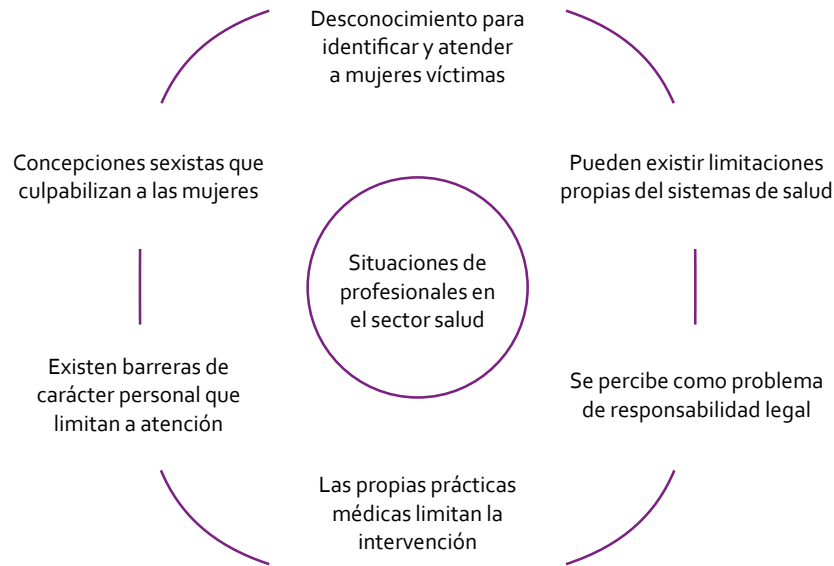 Desconocimiento para
identificar y atender
a mujeres víctimas
Pueden existir limitaciones
propias del sistemas de salud
Se percibe como problema
de responsabilidad legal
Las propias prácticas
médicas limitan la
intervención
Existen barreras de
carácter personal que
limitan a atención
Concepciones sexistas que
culpabilizan a las mujeres
Situaciones de
profesionales en
el sector salud